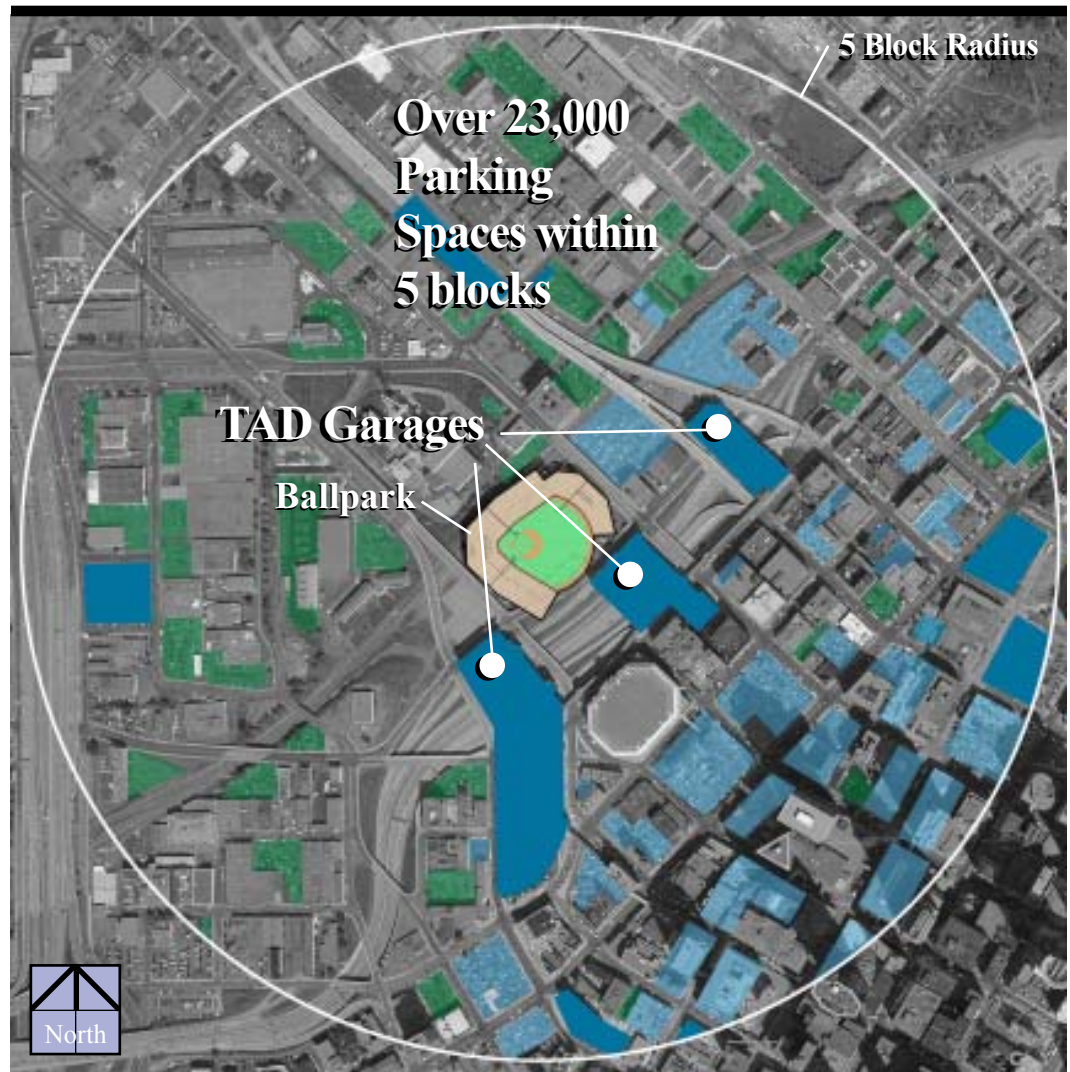 5 Block Radius
Over 23,000
Parking
Spaces within
5 blocks
TAD Garages
Ballpark
North